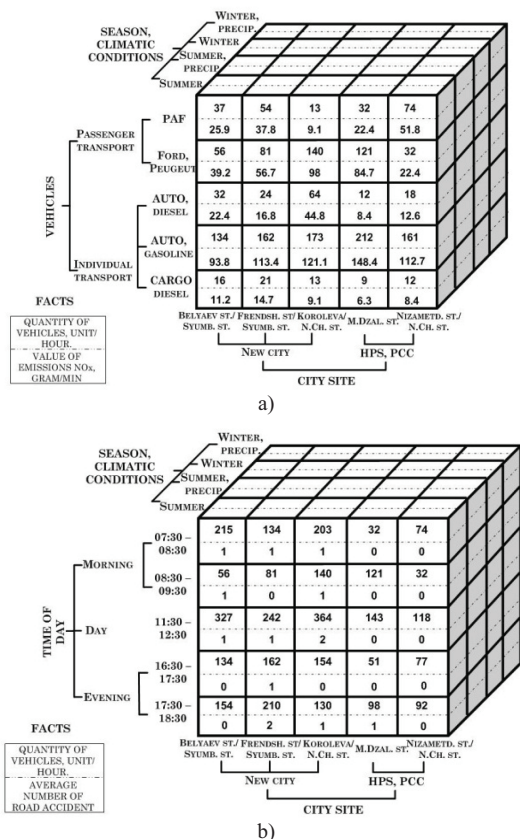 WINTER,
PRECIP.
SEASON,
CLIMATIC
CONDITIONS
WINTER
SUMMER,
PRECIP
SUMMER
VEHICLES
PASSENGER
TRANSPORT
PAF
37 54 13 32 74
25.9 37.8 9.1 22.4 51.8
FORD,
PEUGEUT
56 81 140 121 32
39.2 56.7 98 84.7 22.4
AUTO,
DIESEL
32 24 64 12 18
22.4 16.8 44.8 8.4 12.6
INDIVIDUAL
TRANSPORT
AUTO,
GASOLINE
134 162 173 212 161
93.8 113.4 121.1 148.4 112.7
CARGO
DIESEL
16 21 13 9 12
11.2 14.7 9.1 6.3 8.4
FACTS
QUANTITY OF
VEHICLES, UNIT/
HOUR.
VALUE OF
EMISSIONS NOX,
GRAM/MIN
BELYAEV ST./ FRENDSH. ST/ KOROLEVA/ M.DZAL. ST. NIZAMETD. ST/
SYUMB. ST. SYUMB. ST. N.CH. ST. N.CH. ST.
NEW CITY HPS, PCC
CITY SITE
a)
WINTER,
PRECIP.
SEASON,
CLIMATIC
CONDITIONS
WINTER
SUMMER,
PRECIP
SUMMER
TIME OF
DAY
MORNING
07:30 –
08:30
215 134 203 32 74
1 1 1 0 0
08:30 –
09:30
56 81 140 121 32
1 0 1 0 0
DAY
11:30 –
12:30
327 242 364 143 118
1 1 2 0 0
EVENING
16:30 –
17:30
134 162 154 51 77
0 1 0 0 0
17:30 –
18:30
154 210 130 98 92
0 2 1 1 0
FACTS
QUANTITY OF
VEHICLES, UNIT/
HOUR.
AVERAGE
NUMBER OF
ROAD ACCIDENT
BELYAEV ST./ FRENDSH. ST/ KOROLEVA/ M.DZAL. ST. NIZAMETD. ST./
SYUMB. ST. SYUMB. ST. N.CH. ST. N.CH. ST.
NEW CITY HPS, PCC
CITY SITE
b)